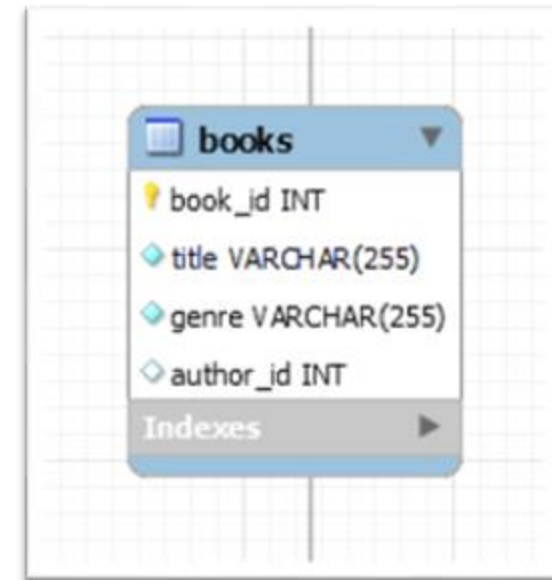 books
book_id INT
title VARCHAR(255)
genre VARCHAR(255)
author_id INT
Indexes